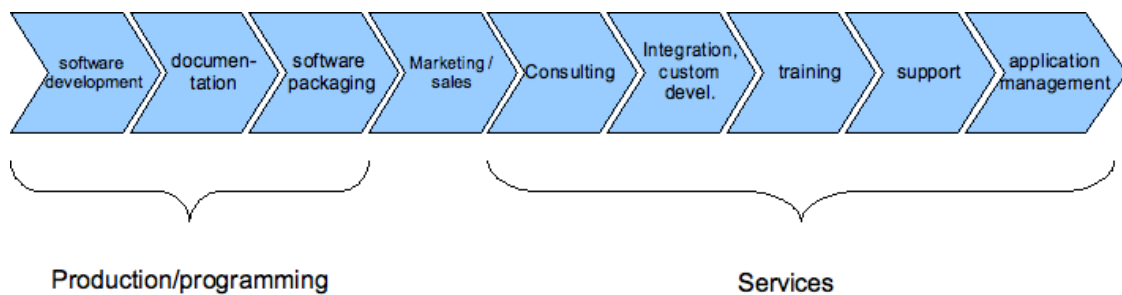 software
development
documen-
tation
software
packaging
Marketing /
sales
Consulting
Integration,
custom
devel.
training
support
application
management
Production/programming
Services